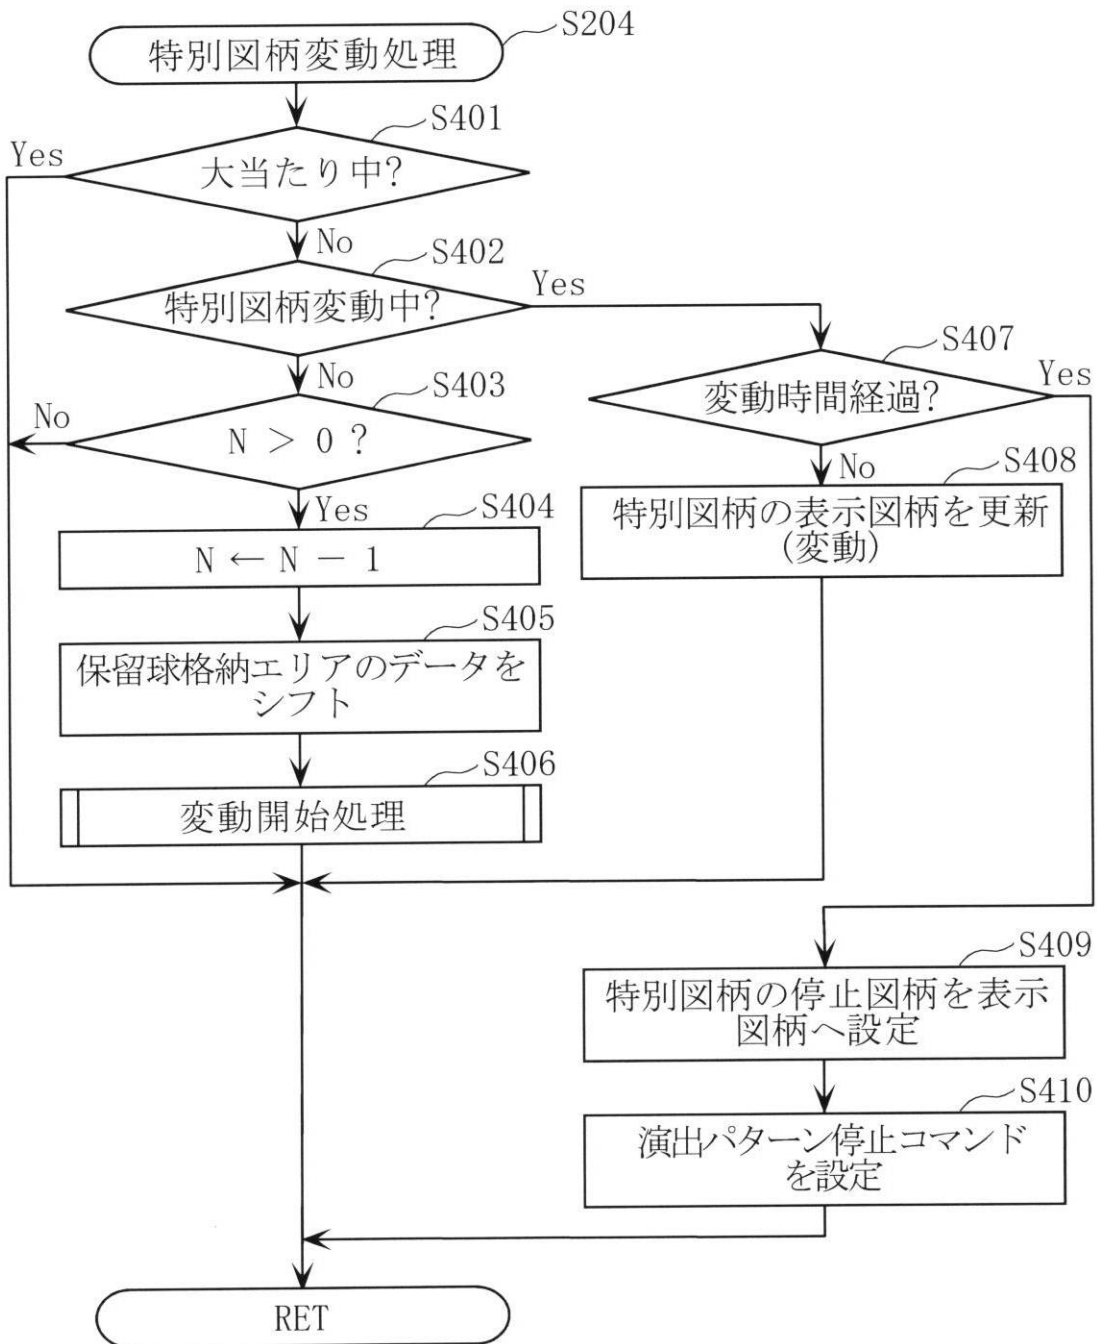 特別図柄変動処理
S204
S401
Yes
大当たり中?
No
S402
特別図柄変動中?
Yes
No
S403
S407
変動時間経過?
Yes
No
N > 0 ?
No
S408
Yes
S404
特別図柄の表示図柄を更新
(変動)
N ← N － 1
S405
保留球格納エリアのデータを
シフト
S406
変動開始処理
S409
特別図柄の停止図柄を表示
図柄へ設定
S410
演出パターン停止コマンド
を設定
RET